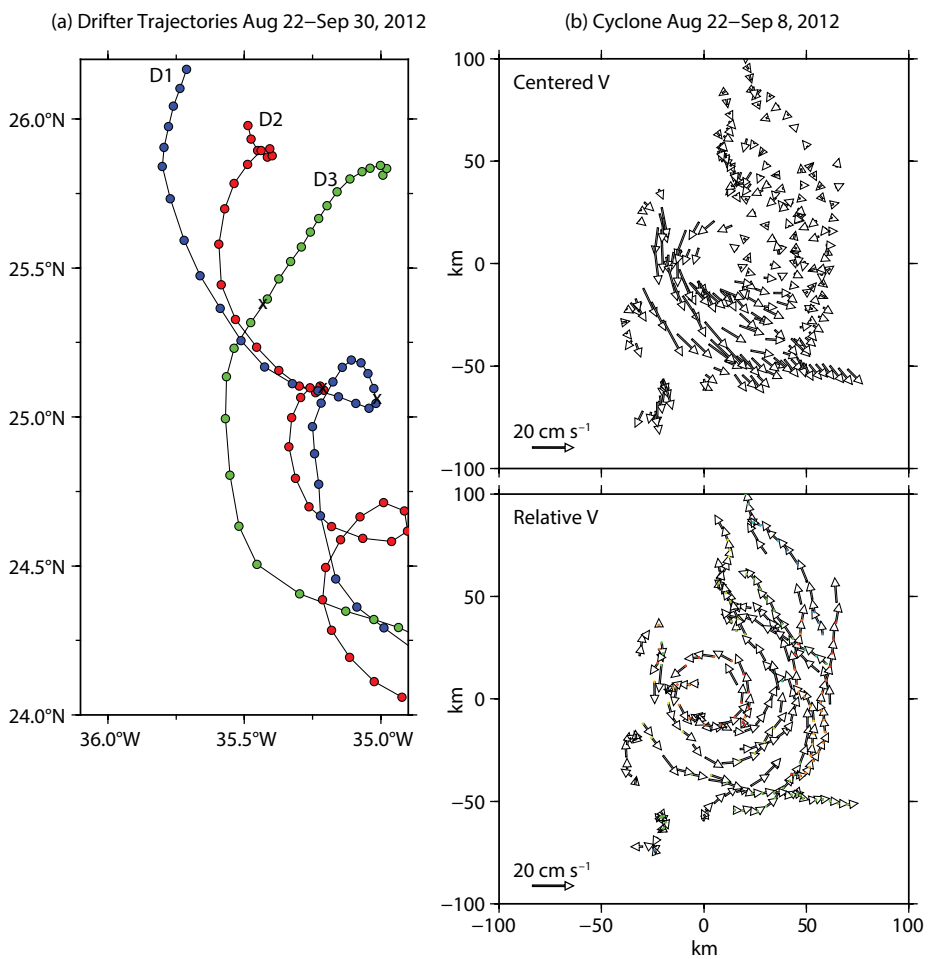 (a) Drifter Trajectories Aug 22−Sep 30, 2012
D1
D2
D3
x
x
x
26.0°N
25.5°N
25.0°N
24.5°N
24.0°N
36.0°W 35.5°W 35.0°W
(b) Cyclone Aug 22−Sep 8, 2012
Centered V
100
50
0
−50
−100
km
20 cm s⁻¹
Relative V
100
50
0
−50
−100
km
20 cm s⁻¹
−100 −50 0 50 100
km